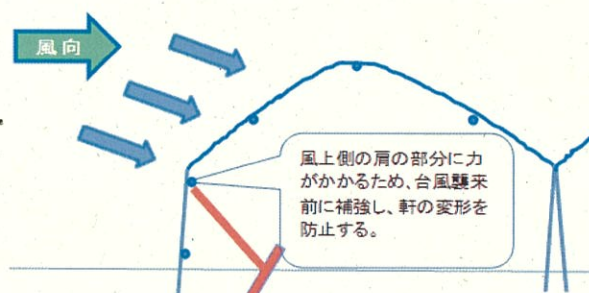 風向
風上側の肩の部分に力
がかかるため、台風襲来
前に補強し、軒の変形を
防止する。